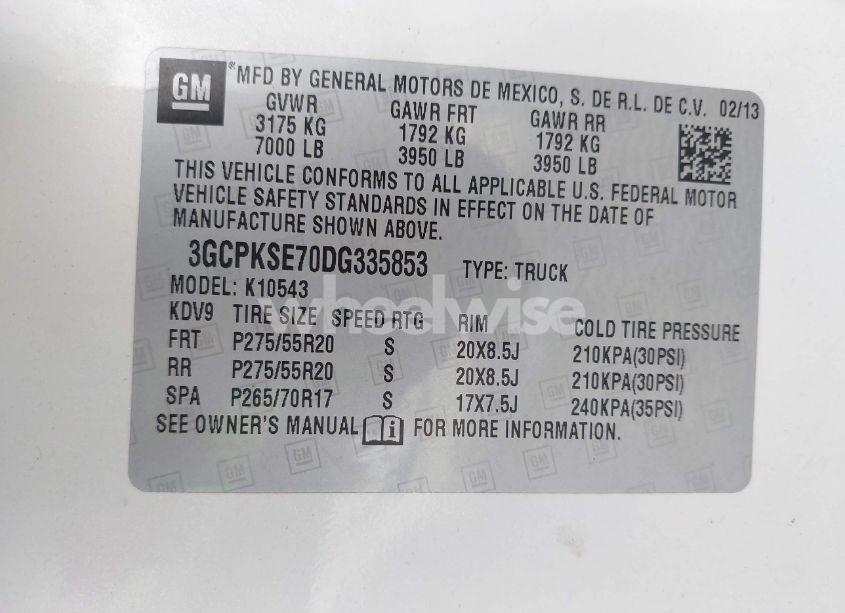 GM *MFD BY GENERAL MOTORS DE MEXICO, S. DE R.L. DE C.V. 02/13
GVWR GAWR FRT GAWR RR
3175 KG 1792 KG 1792 KG
7000 LB 3950 LB 3950 LB
THIS VEHICLE CONFORMS TO ALL APPLICABLE U.S. FEDERAL MOTOR
VEHICLE SAFETY STANDARDS IN EFFECT ON THE DATE OF
MANUFACTURE SHOWN ABOVE.
3GCPKSE70DG335853 TYPE: TRUCK
MODEL: K10543
wheelwise
KDV9 TIRE SIZE SPEED RTG RIM COLD TIRE PRESSURE
FRT P275/55R20 S 20X8.5J 210KPA(30PSI)
RR P275/55R20 S 20X8.5J 210KPA(30PSI)
SPA P265/70R17 S 17X7.5J 240KPA(35PSI)
SEE OWNER'S MANUAL i FOR MORE INFORMATION.